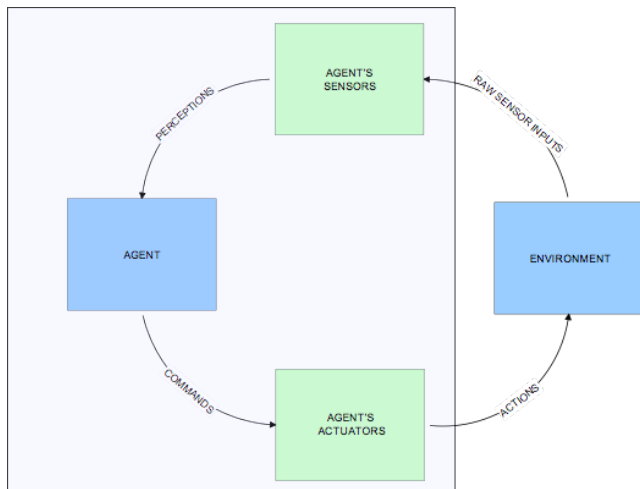 AGENT'S
SENSORS
PERCEPTIONS
RAW SENSOR INPUTS
AGENT
ENVIRONMENT
COMMANDS
AGENT'S
ACTUATORS
ACTIONS